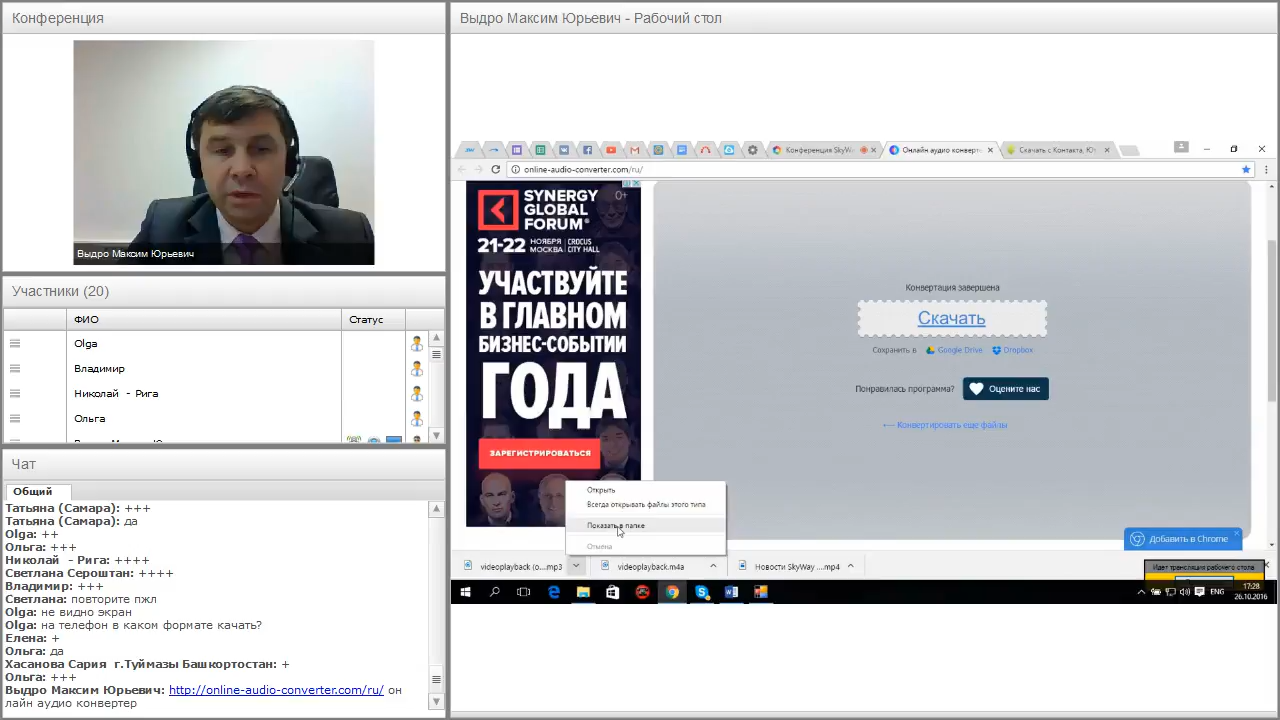 Конференция
Выдро Максим Юрьевич
Участники (20)
ФИО
Статус
Olga
Владимир
Николай - Рига
Ольга
Чат
Общий
Татьяна (Самара): +++
Татьяна (Самара): да
Olga: ++
Ольга: +++
Николай - Рига: ++++
Светлана Сероштан: ++++
Владимир: +++
Светлана: повторите пжл
Olga: не видно экран
Olga: на телефон в каком формате качать?
Елена: +
Ольга: да
Хасанова Сария г.Туймазы Башкортостан: +
Ольга: +++
Выдро Максим Юрьевич: http://online-audio-converter.com/ru/ он
лайн аудио конвертер
Выдро Максим Юрьевич - Рабочий стол
Конференция SkyW
Онлайн аудио конверт
Скачать с Контакта, Ю
online-audio-converter.com/ru/
SYNERGY
GLOBAL
FORUM
0+
21-22 НОЯБРЯ МОСКВА CROCUS CITY HALL
УЧАСТВУЙТЕ
В ГЛАВНОМ
БИЗНЕС-СОБЫТИИ
ГОДА
ЗАРЕГИСТРИРОВАТЬСЯ
Конвертация завершена
Скачать
Сохранить в Google Drive Dropbox
Понравилась программа? Оцените нас
⟵ Конвертировать еще файлы
Открыть
Всегда открывать файлы этого типа
Показать в папке
Отмена
Добавить в Chrome
videoplayback (o...mp3
videoplayback.m4a
Новости SkyWay ....mp4
Идет трансляция рабочего стола
ENG
17:28
26.10.2016